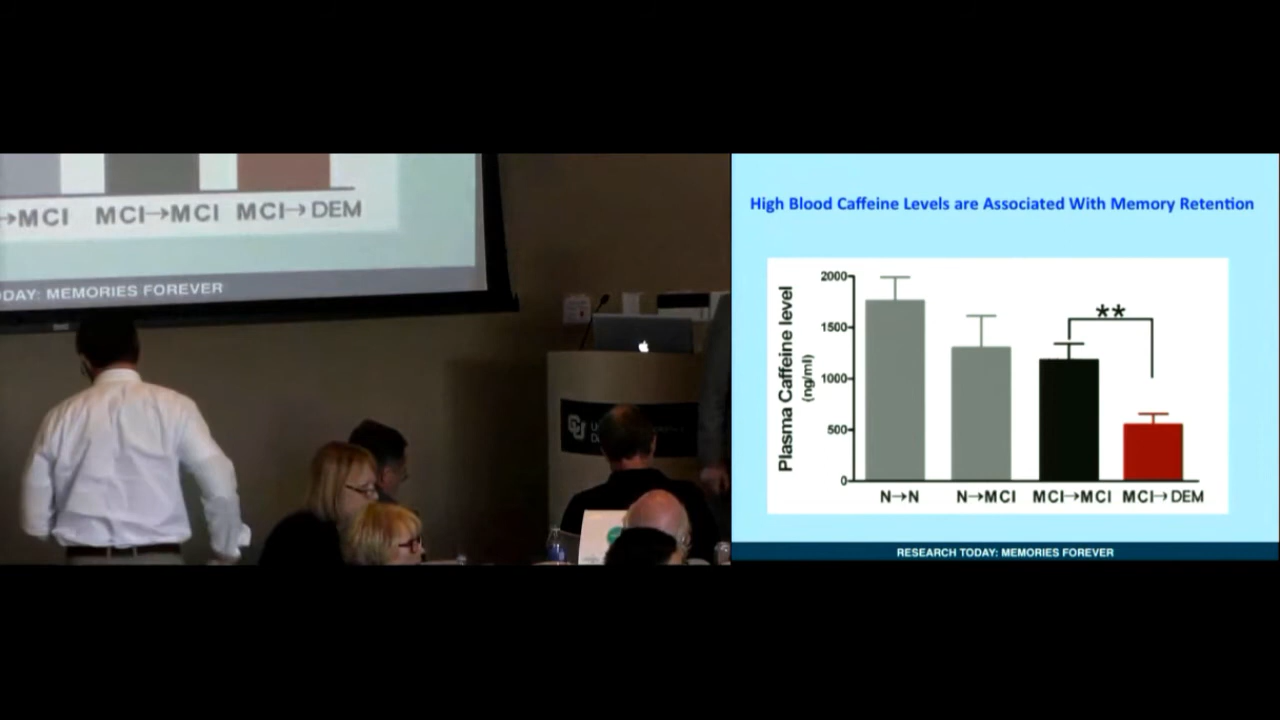 →MCI MCI→MCI MCI→DEM
DAY: MEMORIES FOREVER
CU
High Blood Caffeine Levels are Associated With Memory Retention
Plasma Caffeine level
(ng/ml)
2000
1500
1000
500
0
**
N→N N→MCI MCI→MCI MCI→DEM
RESEARCH TODAY: MEMORIES FOREVER